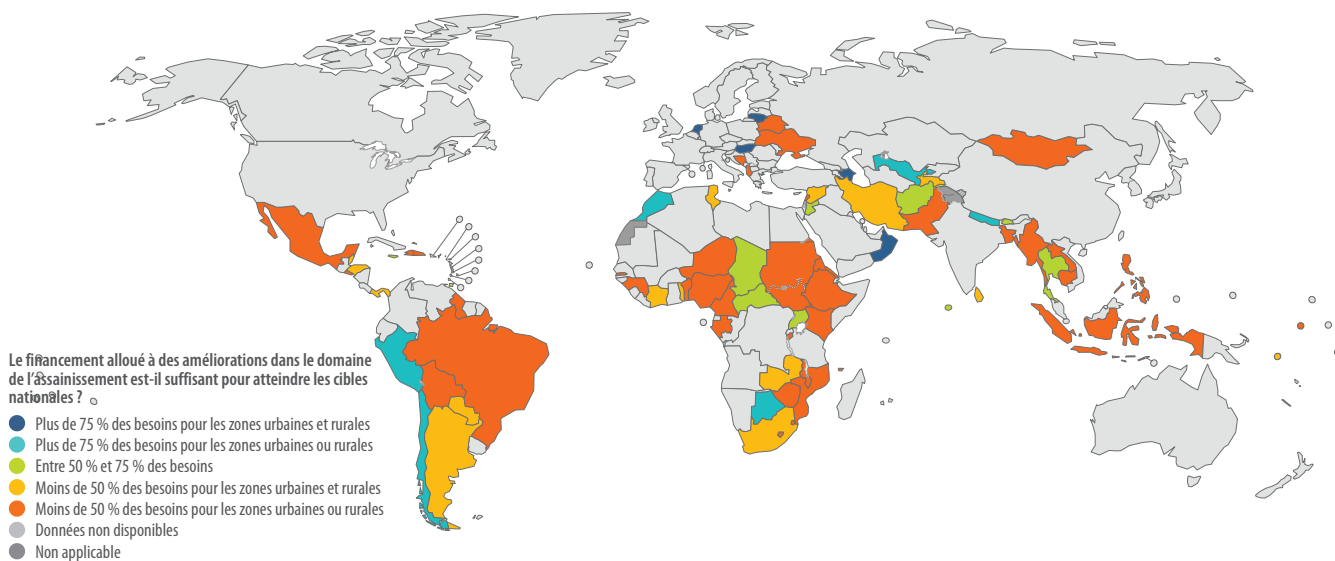 Le financement alloué à des améliorations dans le domaine
de l’assainissement est-il suffisant pour atteindre les cibles
nationales ?
Plus de 75 % des besoins pour les zones urbaines et rurales
Plus de 75 % des besoins pour les zones urbaines ou rurales
Entre 50 % et 75 % des besoins
Moins de 50 % des besoins pour les zones urbaines et rurales
Moins de 50 % des besoins pour les zones urbaines ou rurales
Données non disponibles
Non applicable